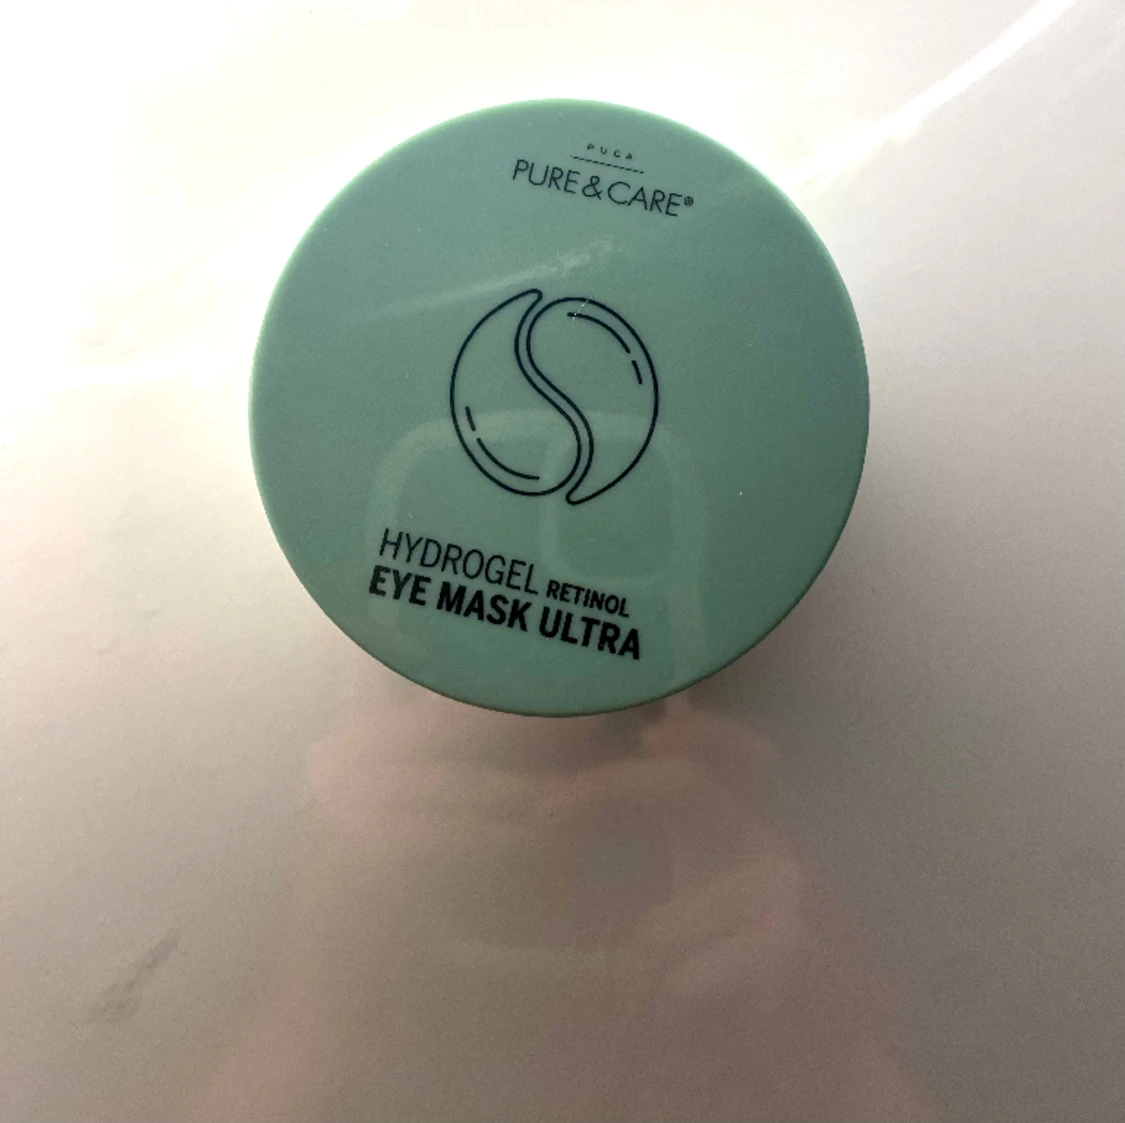 PUCA
PURE&CARE®
HYDROGEL RETINOL
EYE MASK ULTRA